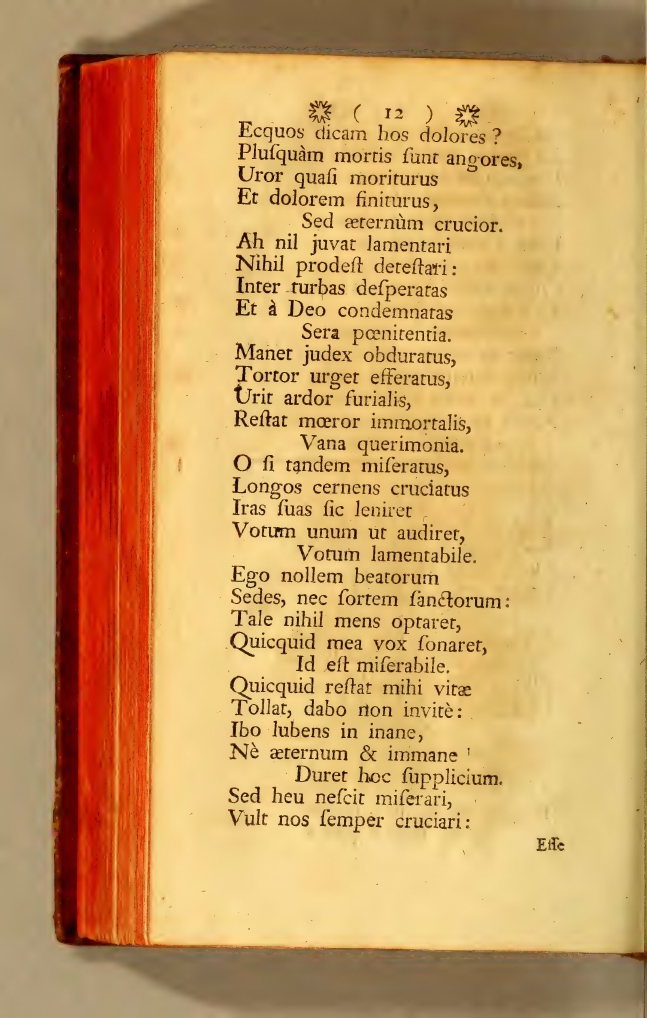 ( 12 )
Ecquos dicam hos dolores ?
Pluſquàm mortis ſunt angores,
Uror quaſi moriturus
Et dolorem finiturus,
Sed æternùm crucior.
Ah nil juvat lamentari
Nihil prodeſt deteſtari :
Inter turbas deſperatas
Et à Deo condemnatas
Sera pœnitentia.
Manet judex obduratus,
Tortor urget efferatus,
Urit ardor furialis,
Reſtat mœror immortalis,
Vana querimonia.
O ſi tandem miſeratus,
Longos cernens cruciatus
Iras ſuas ſic leniret
Votum unum ut audiret,
Votum lamentabile.
Ego nollem beatorum
Sedes, nec ſortem ſanctorum :
Tale nihil mens optaret,
Quicquid mea vox ſonaret,
Id eſt miſerabile.
Quicquid reſtat mihi vitæ
Tollat, dabo non invitè :
Ibo lubens in inane,
Nè æternum & immane
Duret hoc ſupplicium.
Sed heu neſcit miſerari,
Vult nos ſemper cruciari :
Eſſe